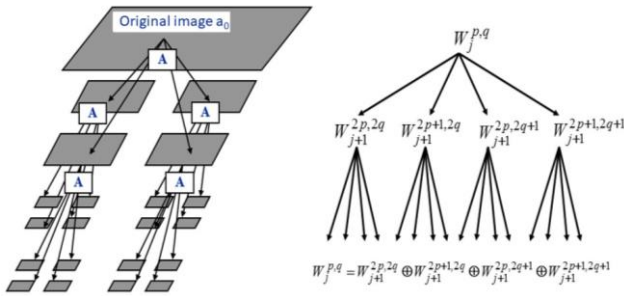 Original image a₀
A
A A
A A
W_j^{p,q}
W_{j+1}^{2p,2q} W_{j+1}^{2p+1,2q} W_{j+1}^{2p,2q+1} W_{j+1}^{2p+1,2q+1}
W_j^{p,q} = W_{j+1}^{2p,2q} ⊕ W_{j+1}^{2p+1,2q} ⊕ W_{j+1}^{2p,2q+1} ⊕ W_{j+1}^{2p+1,2q+1}